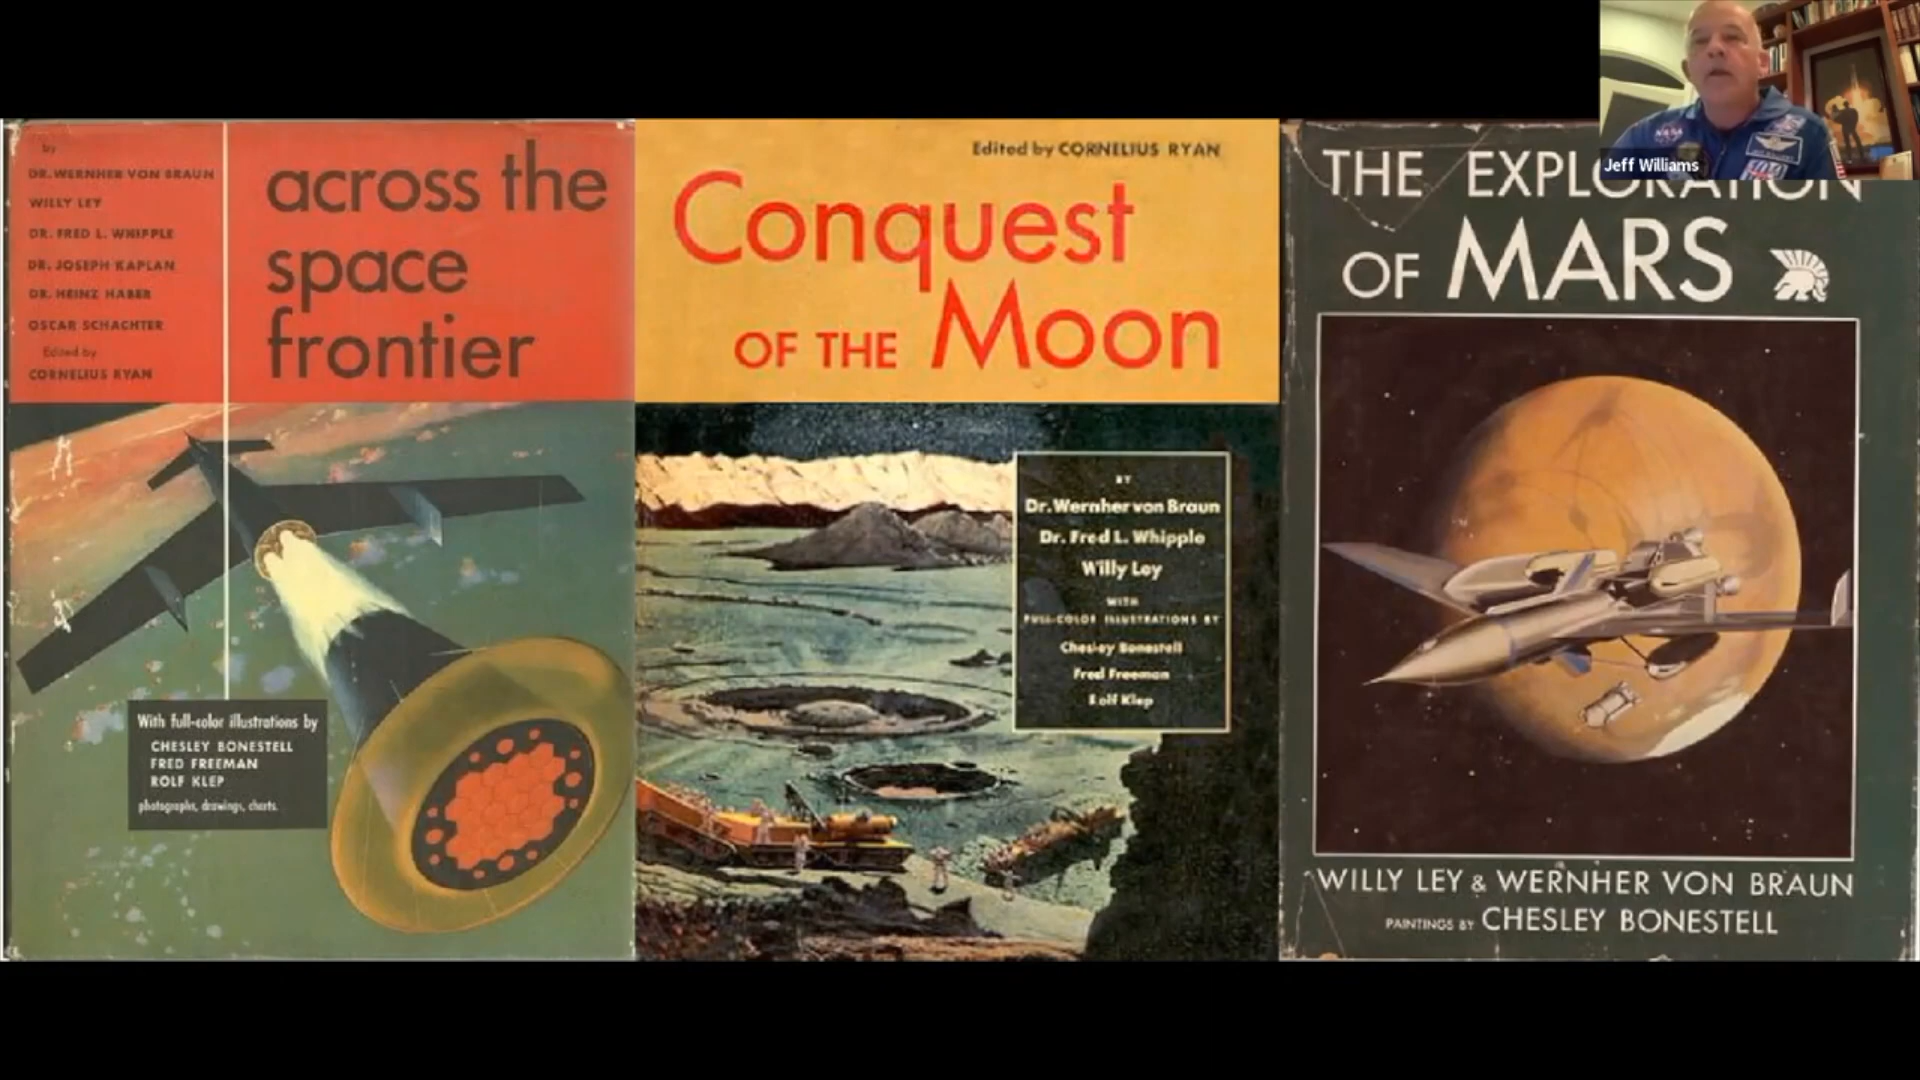 by
DR. WERNHER VON BRAUN
WILLY LEY
DR. FRED L. WHIPPLE
DR. JOSEPH KAPLAN
DR. HEINZ HABER
OSCAR SCHACHTER
Edited by
CORNELIUS RYAN
across the
space
frontier
With full-color illustrations by
CHESLEY BONESTELL
FRED FREEMAN
ROLF KLEP
photographs, drawings, charts.
Edited by CORNELIUS RYAN
Conquest
OF THE Moon
BY
Dr. Wernher von Braun
Dr. Fred L. Whipple
Willy Ley
WITH
FULL-COLOR ILLUSTRATIONS BY
Chesley Bonestell
Fred Freeman
Rolf Klep
THE EXPLORATION
OF MARS
WILLY LEY & WERNHER VON BRAUN
PAINTINGS BY CHESLEY BONESTELL
NASA
Jeff Williams